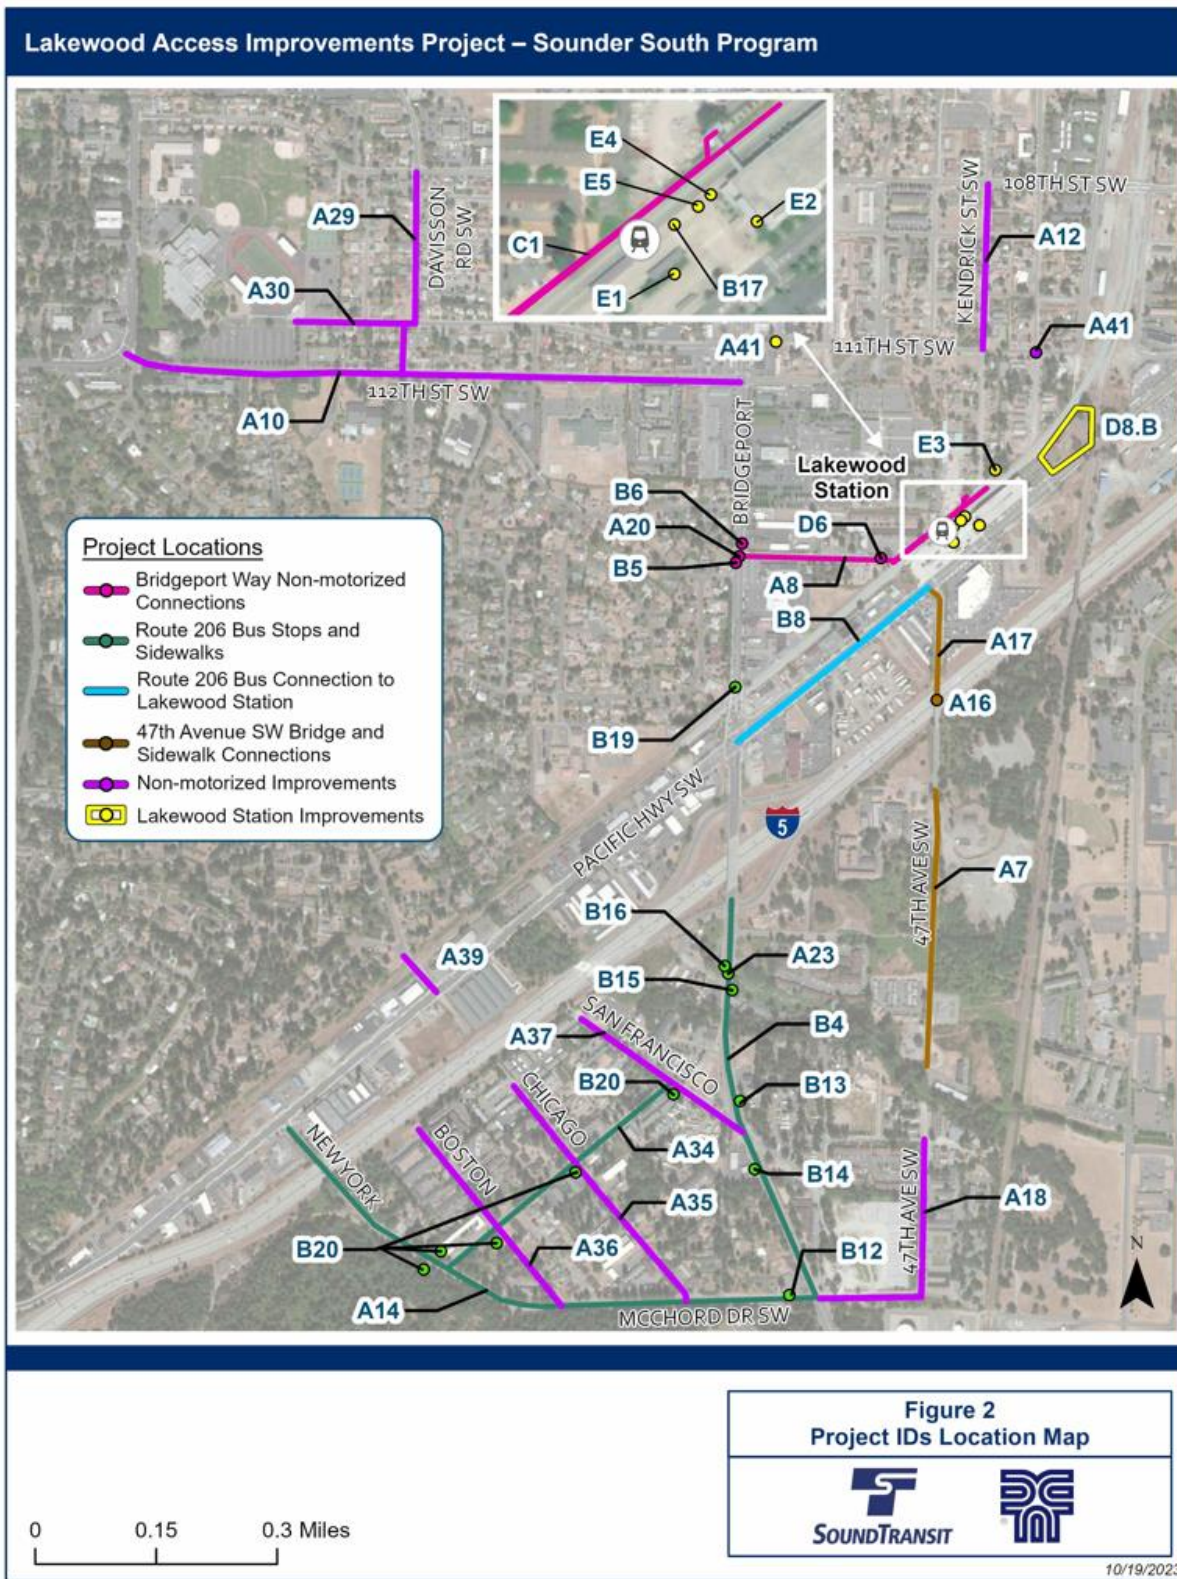 Lakewood Access Improvements Project – Sounder South Program
E4
E5
E2
C1
B17
E1
A29
DAVISSON
RD SW
A30
KENDRICK ST SW
108TH ST SW
A12
A41
111TH ST SW
A41
112TH ST SW
A10
BRIDGEPORT
D8.B
E3
Lakewood
Station
B6
A20
D6
B5
A8
B8
A17
A16
B19
Project Locations
Bridgeport Way Non-motorized
Connections
Route 206 Bus Stops and
Sidewalks
Route 206 Bus Connection to
Lakewood Station
47th Avenue SW Bridge and
Sidewalk Connections
Non-motorized Improvements
Lakewood Station Improvements
PACIFIC HWY SW
5
47TH AVE SW
A7
B16
A23
A39
B15
SAN FRANCISCO
A37
B4
B20
CHICAGO
B13
NEW YORK
BOSTON
A34
B14
47TH AVE SW
A18
A35
B20
A36
B12
N
A14
MCCHORD DR SW
Figure 2
Project IDs Location Map
SOUNDTRANSIT
0 0.15 0.3 Miles
10/19/2023